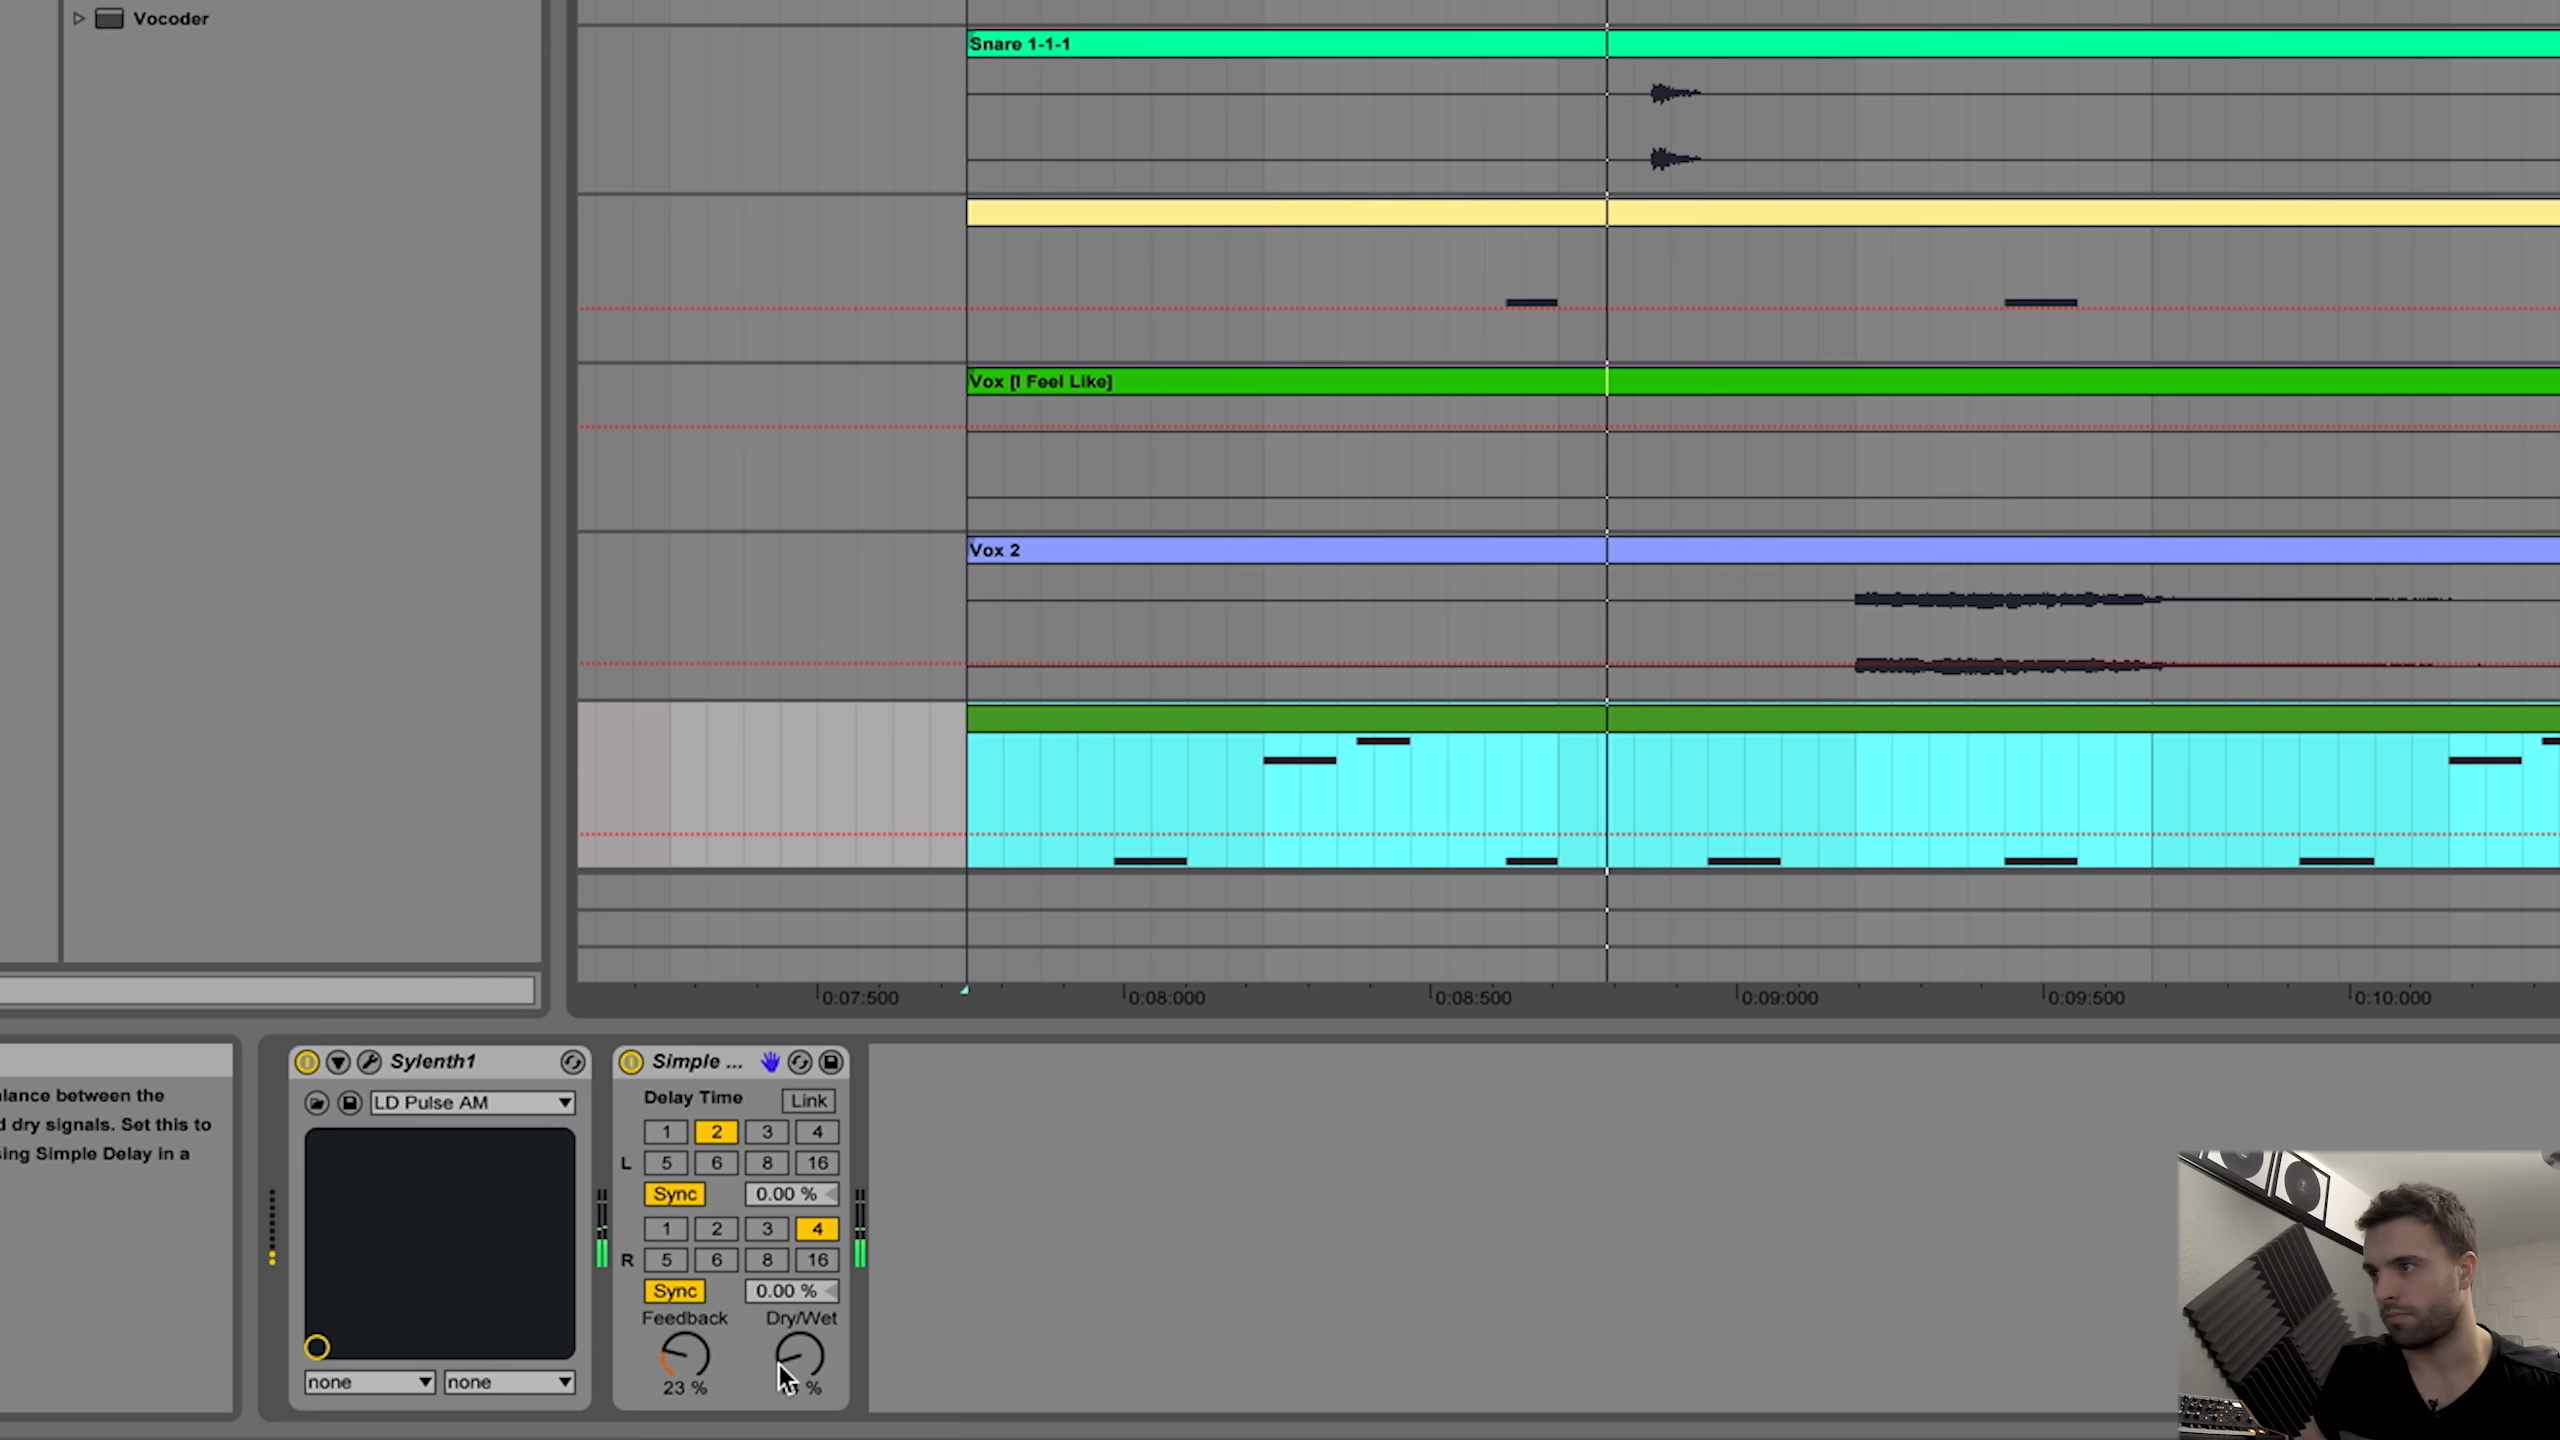 Vocoder
Snare 1-1-1
Vox [I Feel Like]
Vox 2
0:07:500 0:08:000 0:08:500 0:09:000 0:09:500 0:10:000
between the
dry signals. Set this to
Simple Delay in a
Sylenth1
LD Pulse AM
none none
Simple ...
Delay Time Link
1 2 3 4
L 5 6 8 16
Sync 0.00 %
1 2 3 4
R 5 6 8 16
Sync 0.00 %
Feedback Dry/Wet
23 % %